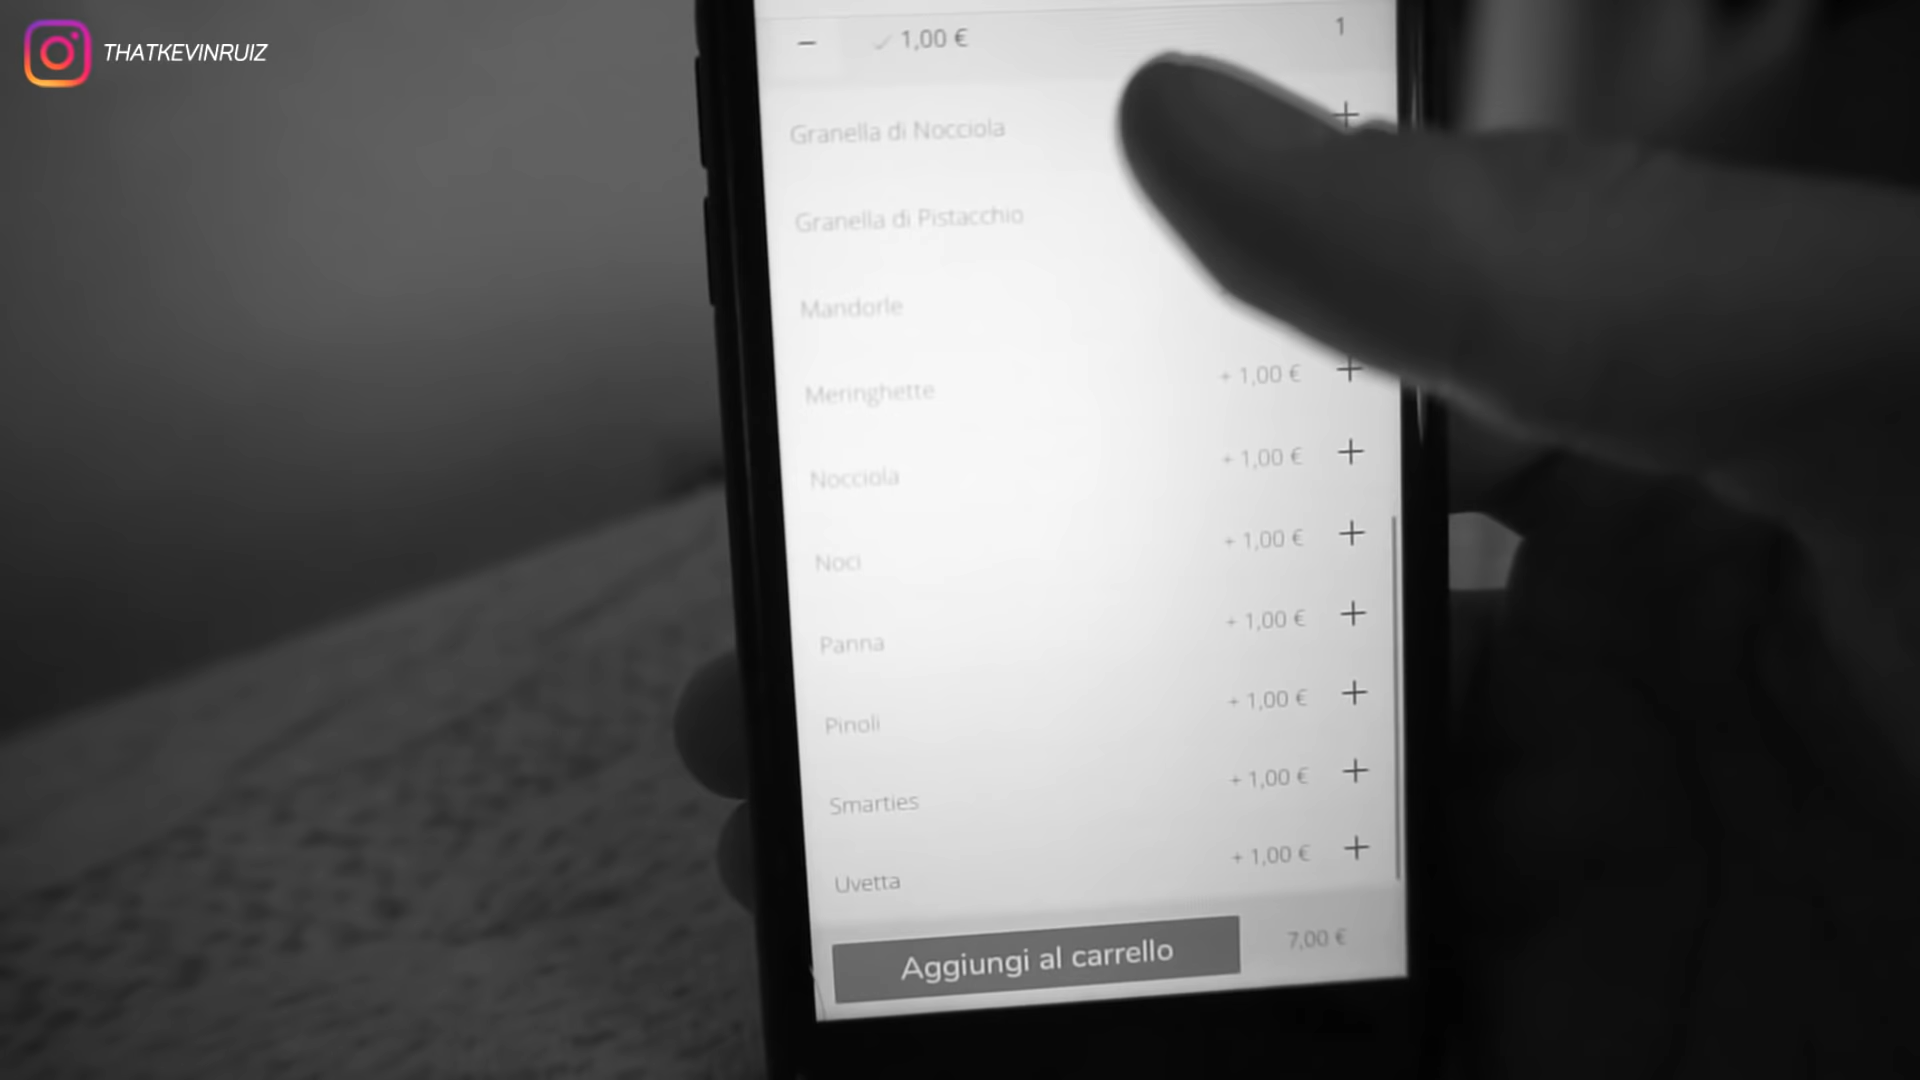 THATKEVINRUIZ
− ✓ 1,00 € 1
Granella di Nocciola +
Granella di Pistacchio
Mandorle
Meringhette + 1,00 € +
Nocciola + 1,00 € +
Noci + 1,00 € +
Panna + 1,00 € +
Pinoli + 1,00 € +
Smarties + 1,00 € +
Uvetta + 1,00 € +
Aggiungi al carrello 7,00 €